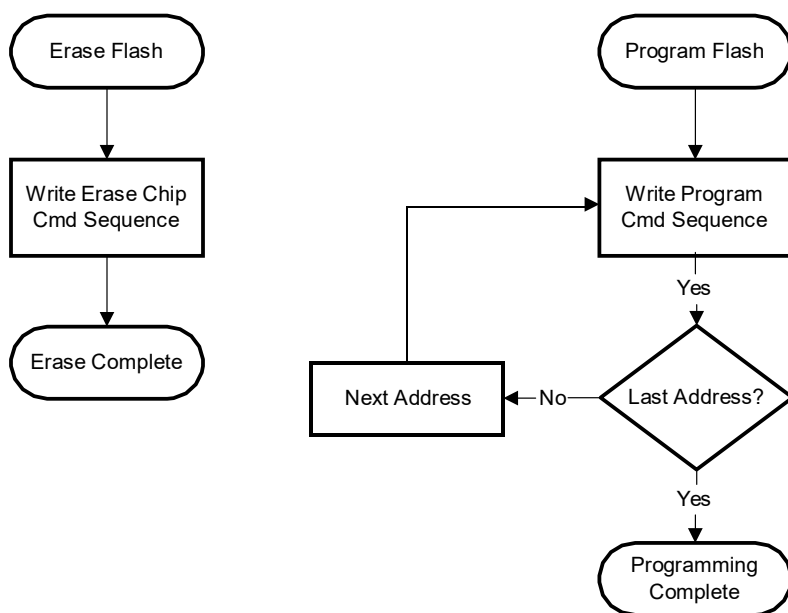 Erase Flash
Write Erase Chip
Cmd Sequence
Erase Complete
Program Flash
Write Program
Cmd Sequence
Yes
Last Address?
No
Next Address
Yes
Programming
Complete